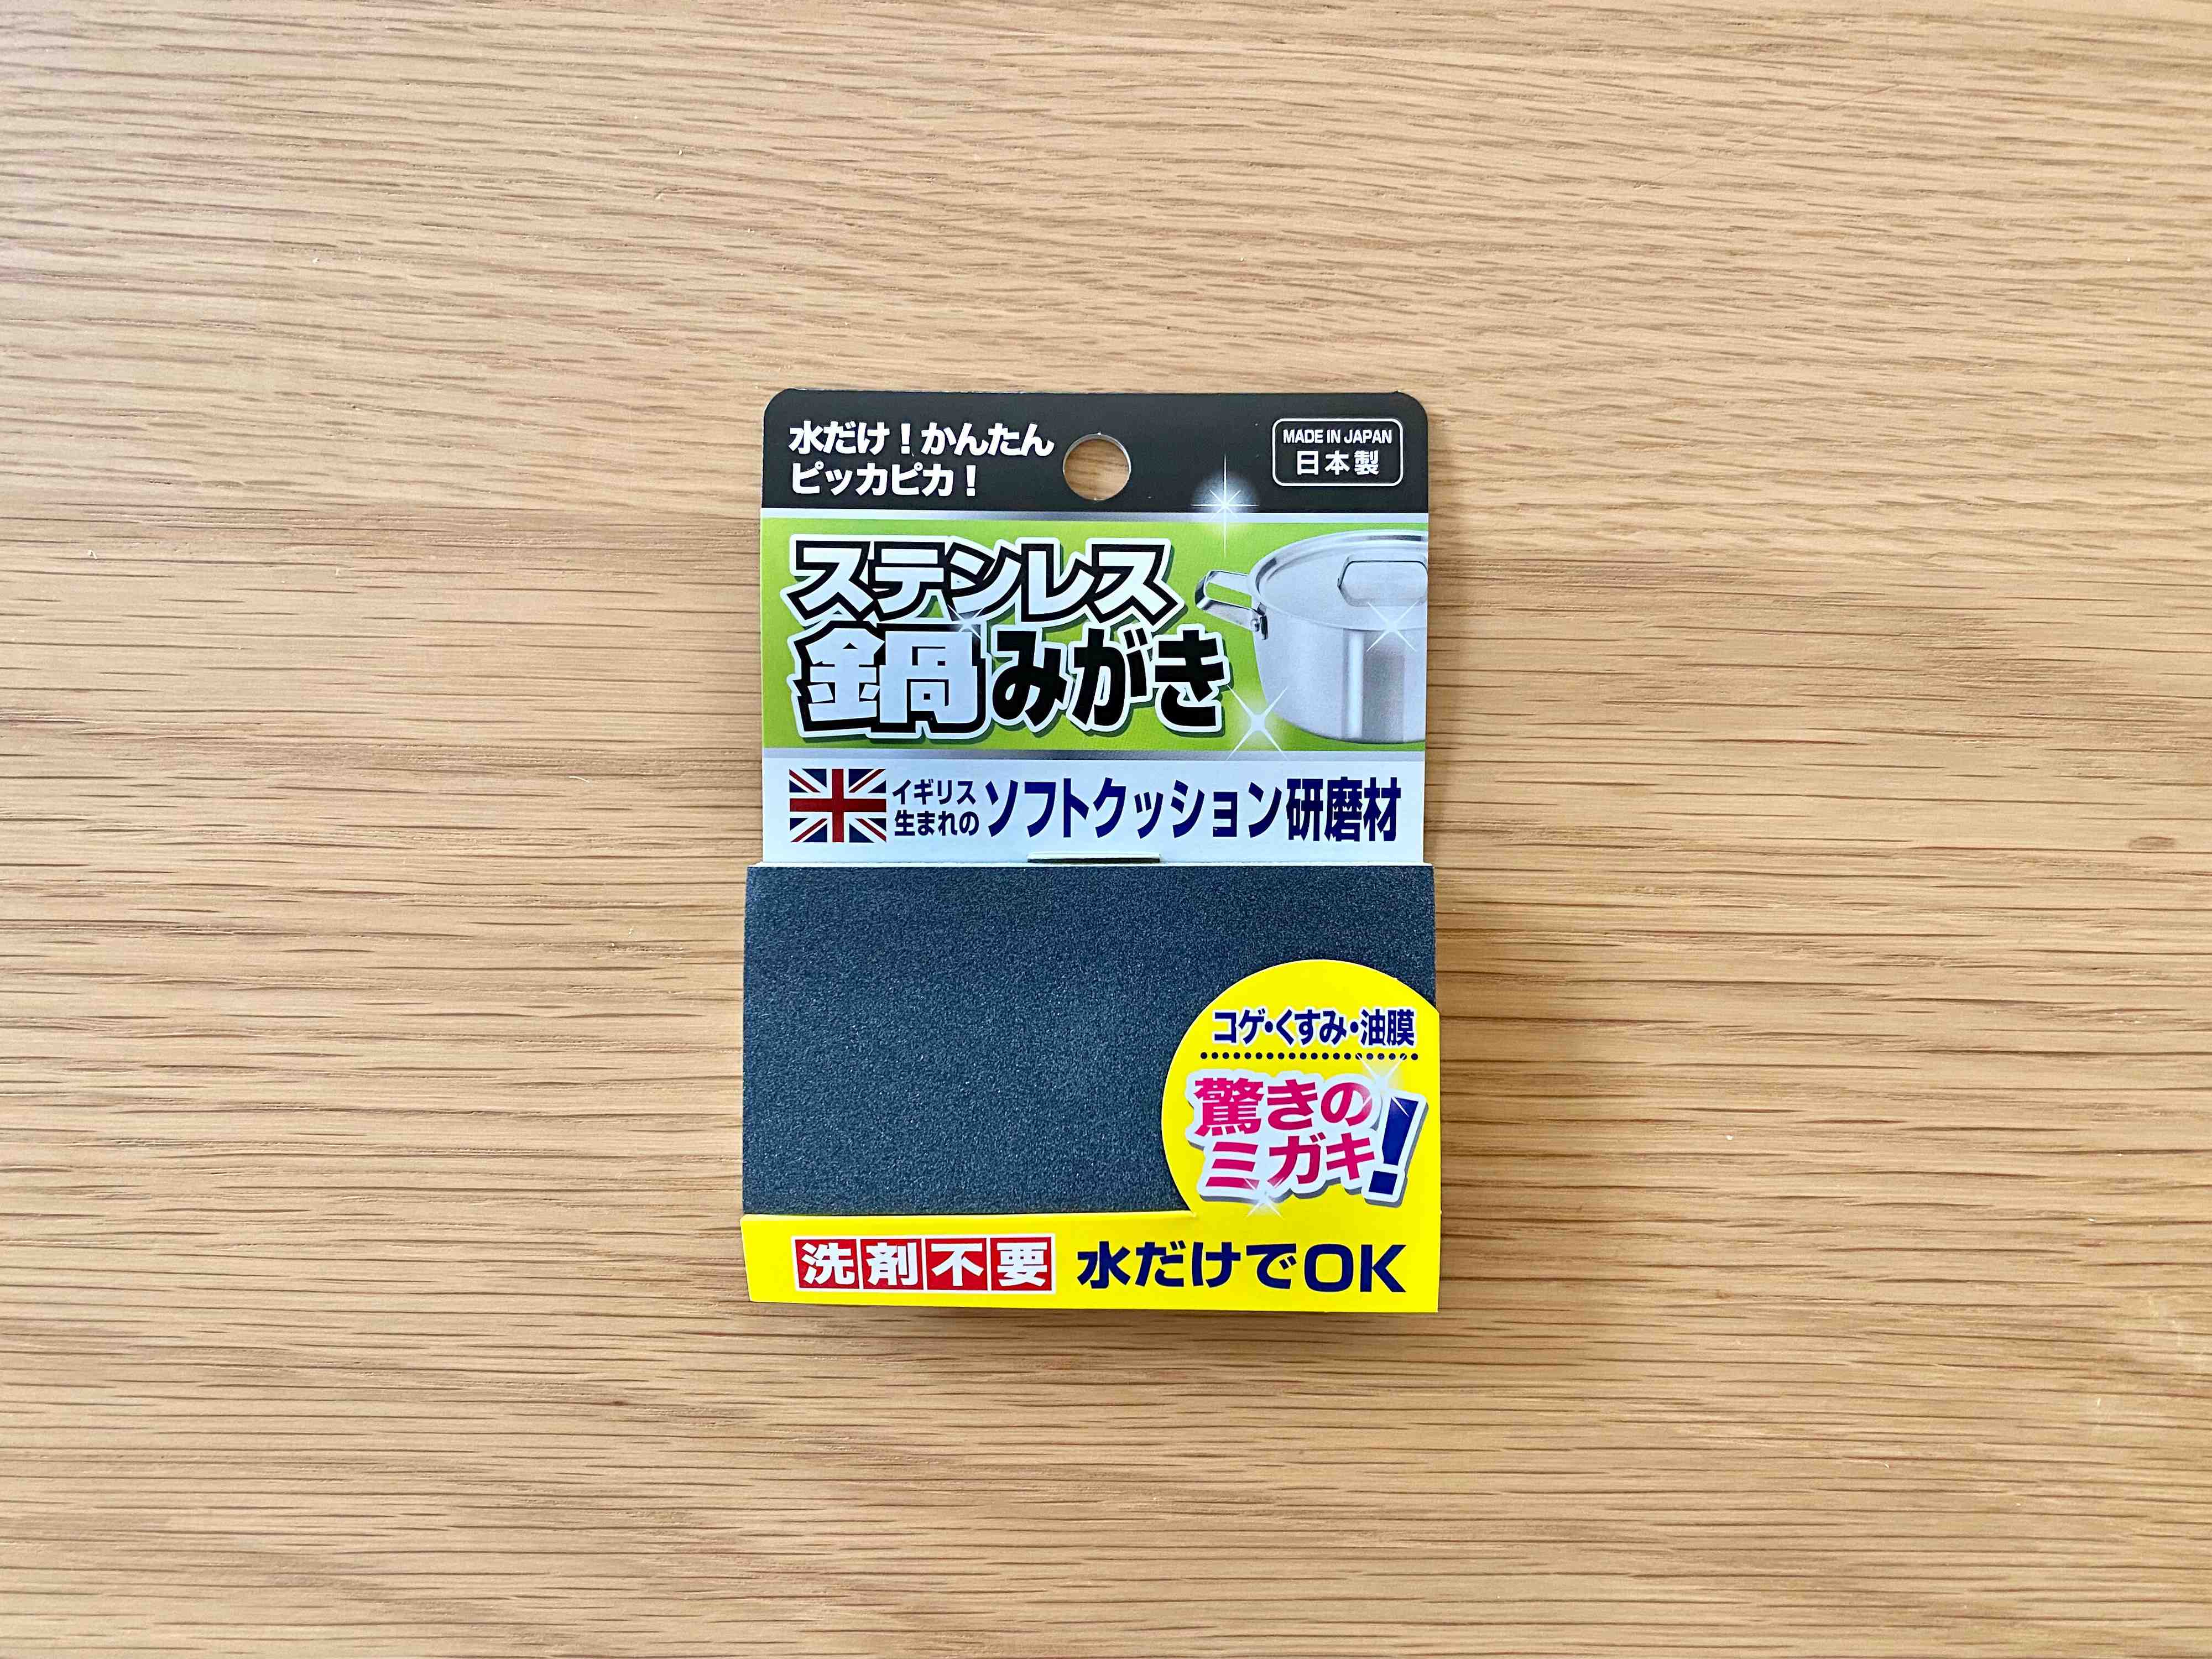 水だけ！かんたん
ピッカピカ！
MADE IN JAPAN
日本製
ステンレス
鍋みがき
イギリス
生まれの
ソフトクッション研磨材
コゲ・くすみ・油膜
驚きの
ミガキ！
洗剤不要 水だけでOK